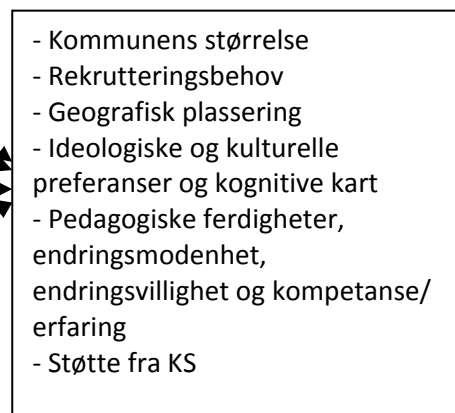 - Kommunens størrelse
- Rekrutteringsbehov
- Geografisk plassering
- Ideologiske og kulturelle
preferanser og kognitive kart
- Pedagogiske ferdigheter,
endringsmodenhet,
endringsvillighet og kompetanse/
erfaring
- Støtte fra KS